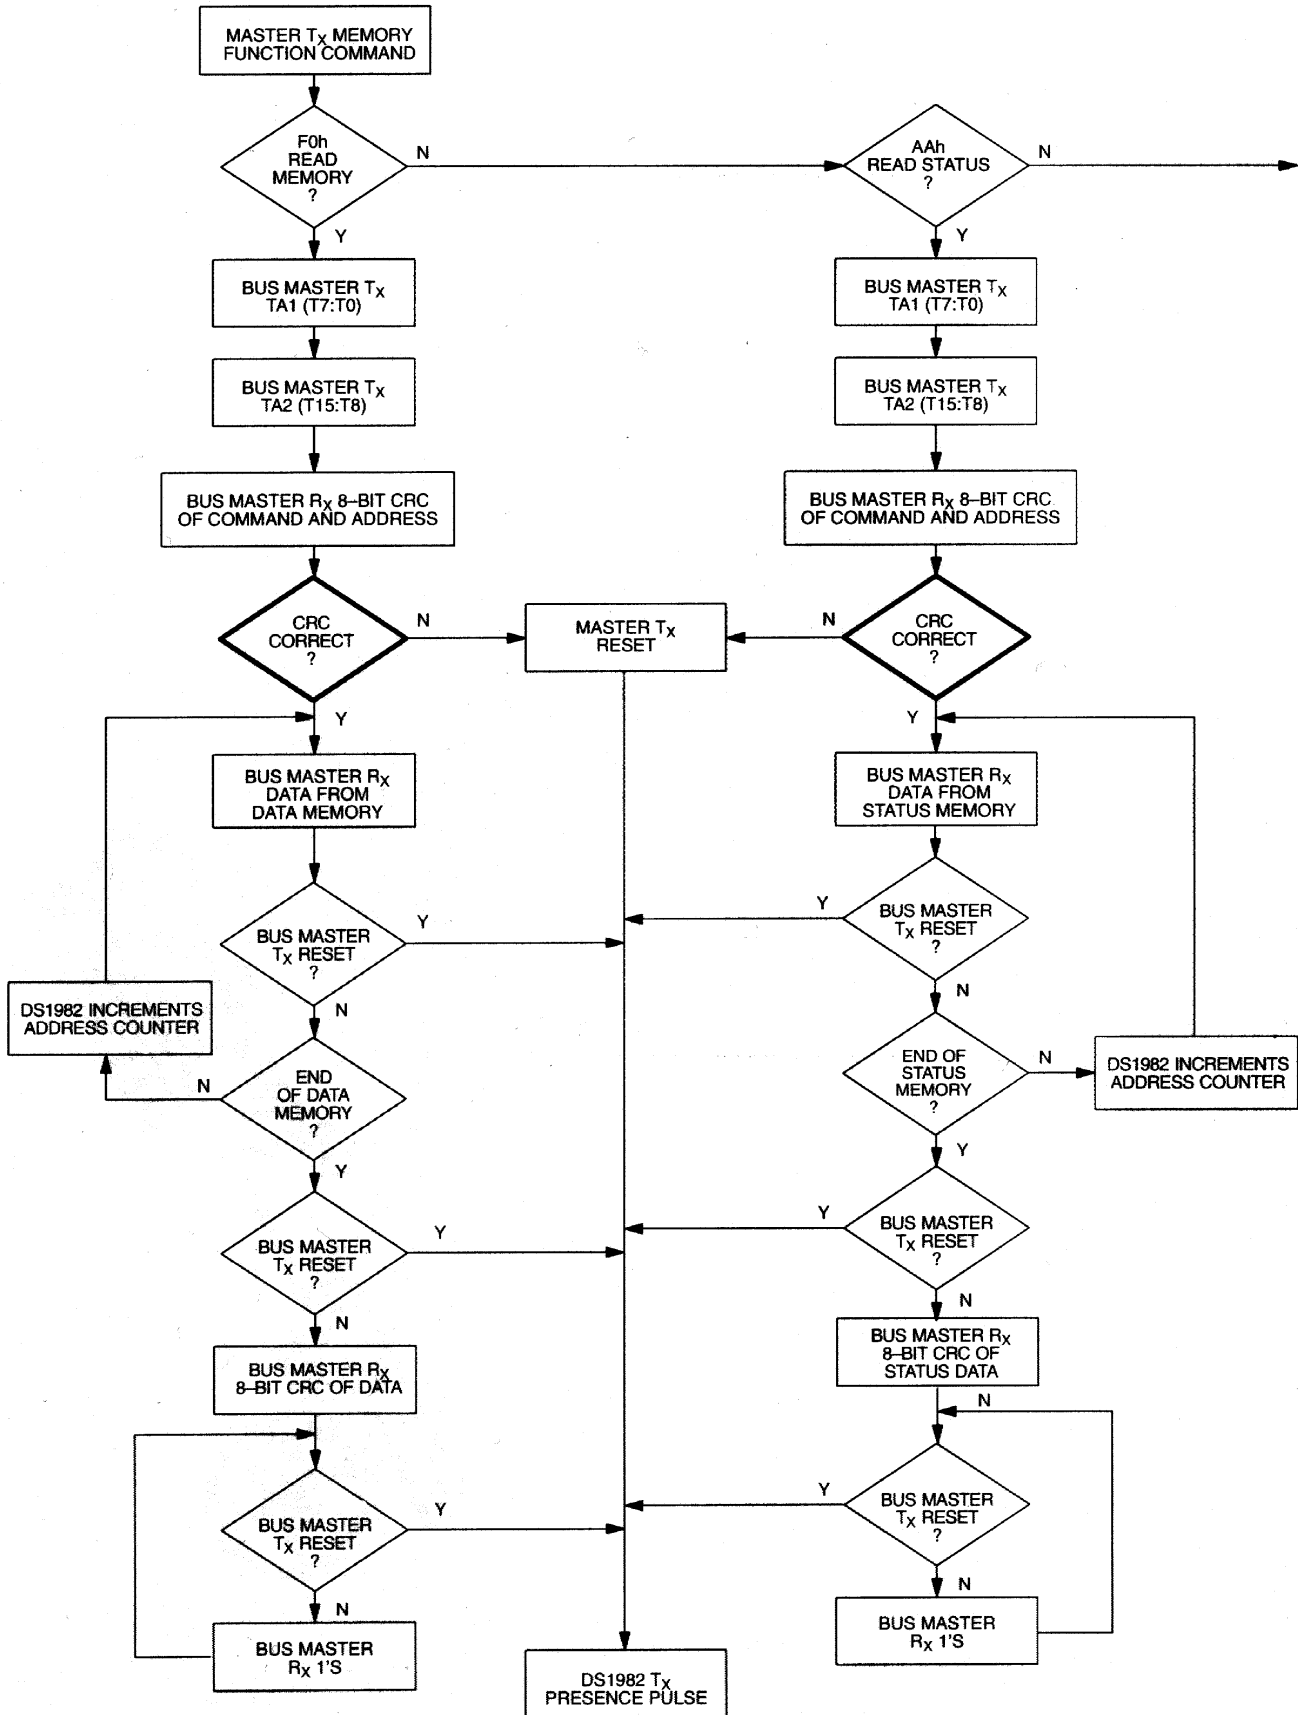 MASTER TX MEMORY
FUNCTION COMMAND
F0h
READ
MEMORY
?
N
Y
BUS MASTER TX
TA1 (T7:T0)
BUS MASTER TX
TA2 (T15:T8)
BUS MASTER RX 8–BIT CRC
OF COMMAND AND ADDRESS
CRC
CORRECT
?
N
Y
BUS MASTER RX
DATA FROM
DATA MEMORY
BUS MASTER
TX RESET
?
Y
N
DS1982 INCREMENTS
ADDRESS COUNTER
END
OF DATA
MEMORY
?
N
Y
BUS MASTER
TX RESET
?
Y
N
BUS MASTER RX
8–BIT CRC OF DATA
BUS MASTER
TX RESET
?
Y
N
BUS MASTER
RX 1'S
MASTER TX
RESET
DS1982 TX
PRESENCE PULSE
AAh
READ STATUS
?
N
Y
BUS MASTER TX
TA1 (T7:T0)
BUS MASTER TX
TA2 (T15:T8)
BUS MASTER RX 8–BIT CRC
OF COMMAND AND ADDRESS
CRC
CORRECT
?
N
Y
BUS MASTER RX
DATA FROM
STATUS MEMORY
BUS MASTER
TX RESET
?
Y
N
END OF
STATUS
MEMORY
?
N
Y
DS1982 INCREMENTS
ADDRESS COUNTER
BUS MASTER
TX RESET
?
Y
N
BUS MASTER RX
8–BIT CRC OF
STATUS DATA
N
BUS MASTER
TX RESET
?
Y
N
BUS MASTER
RX 1'S